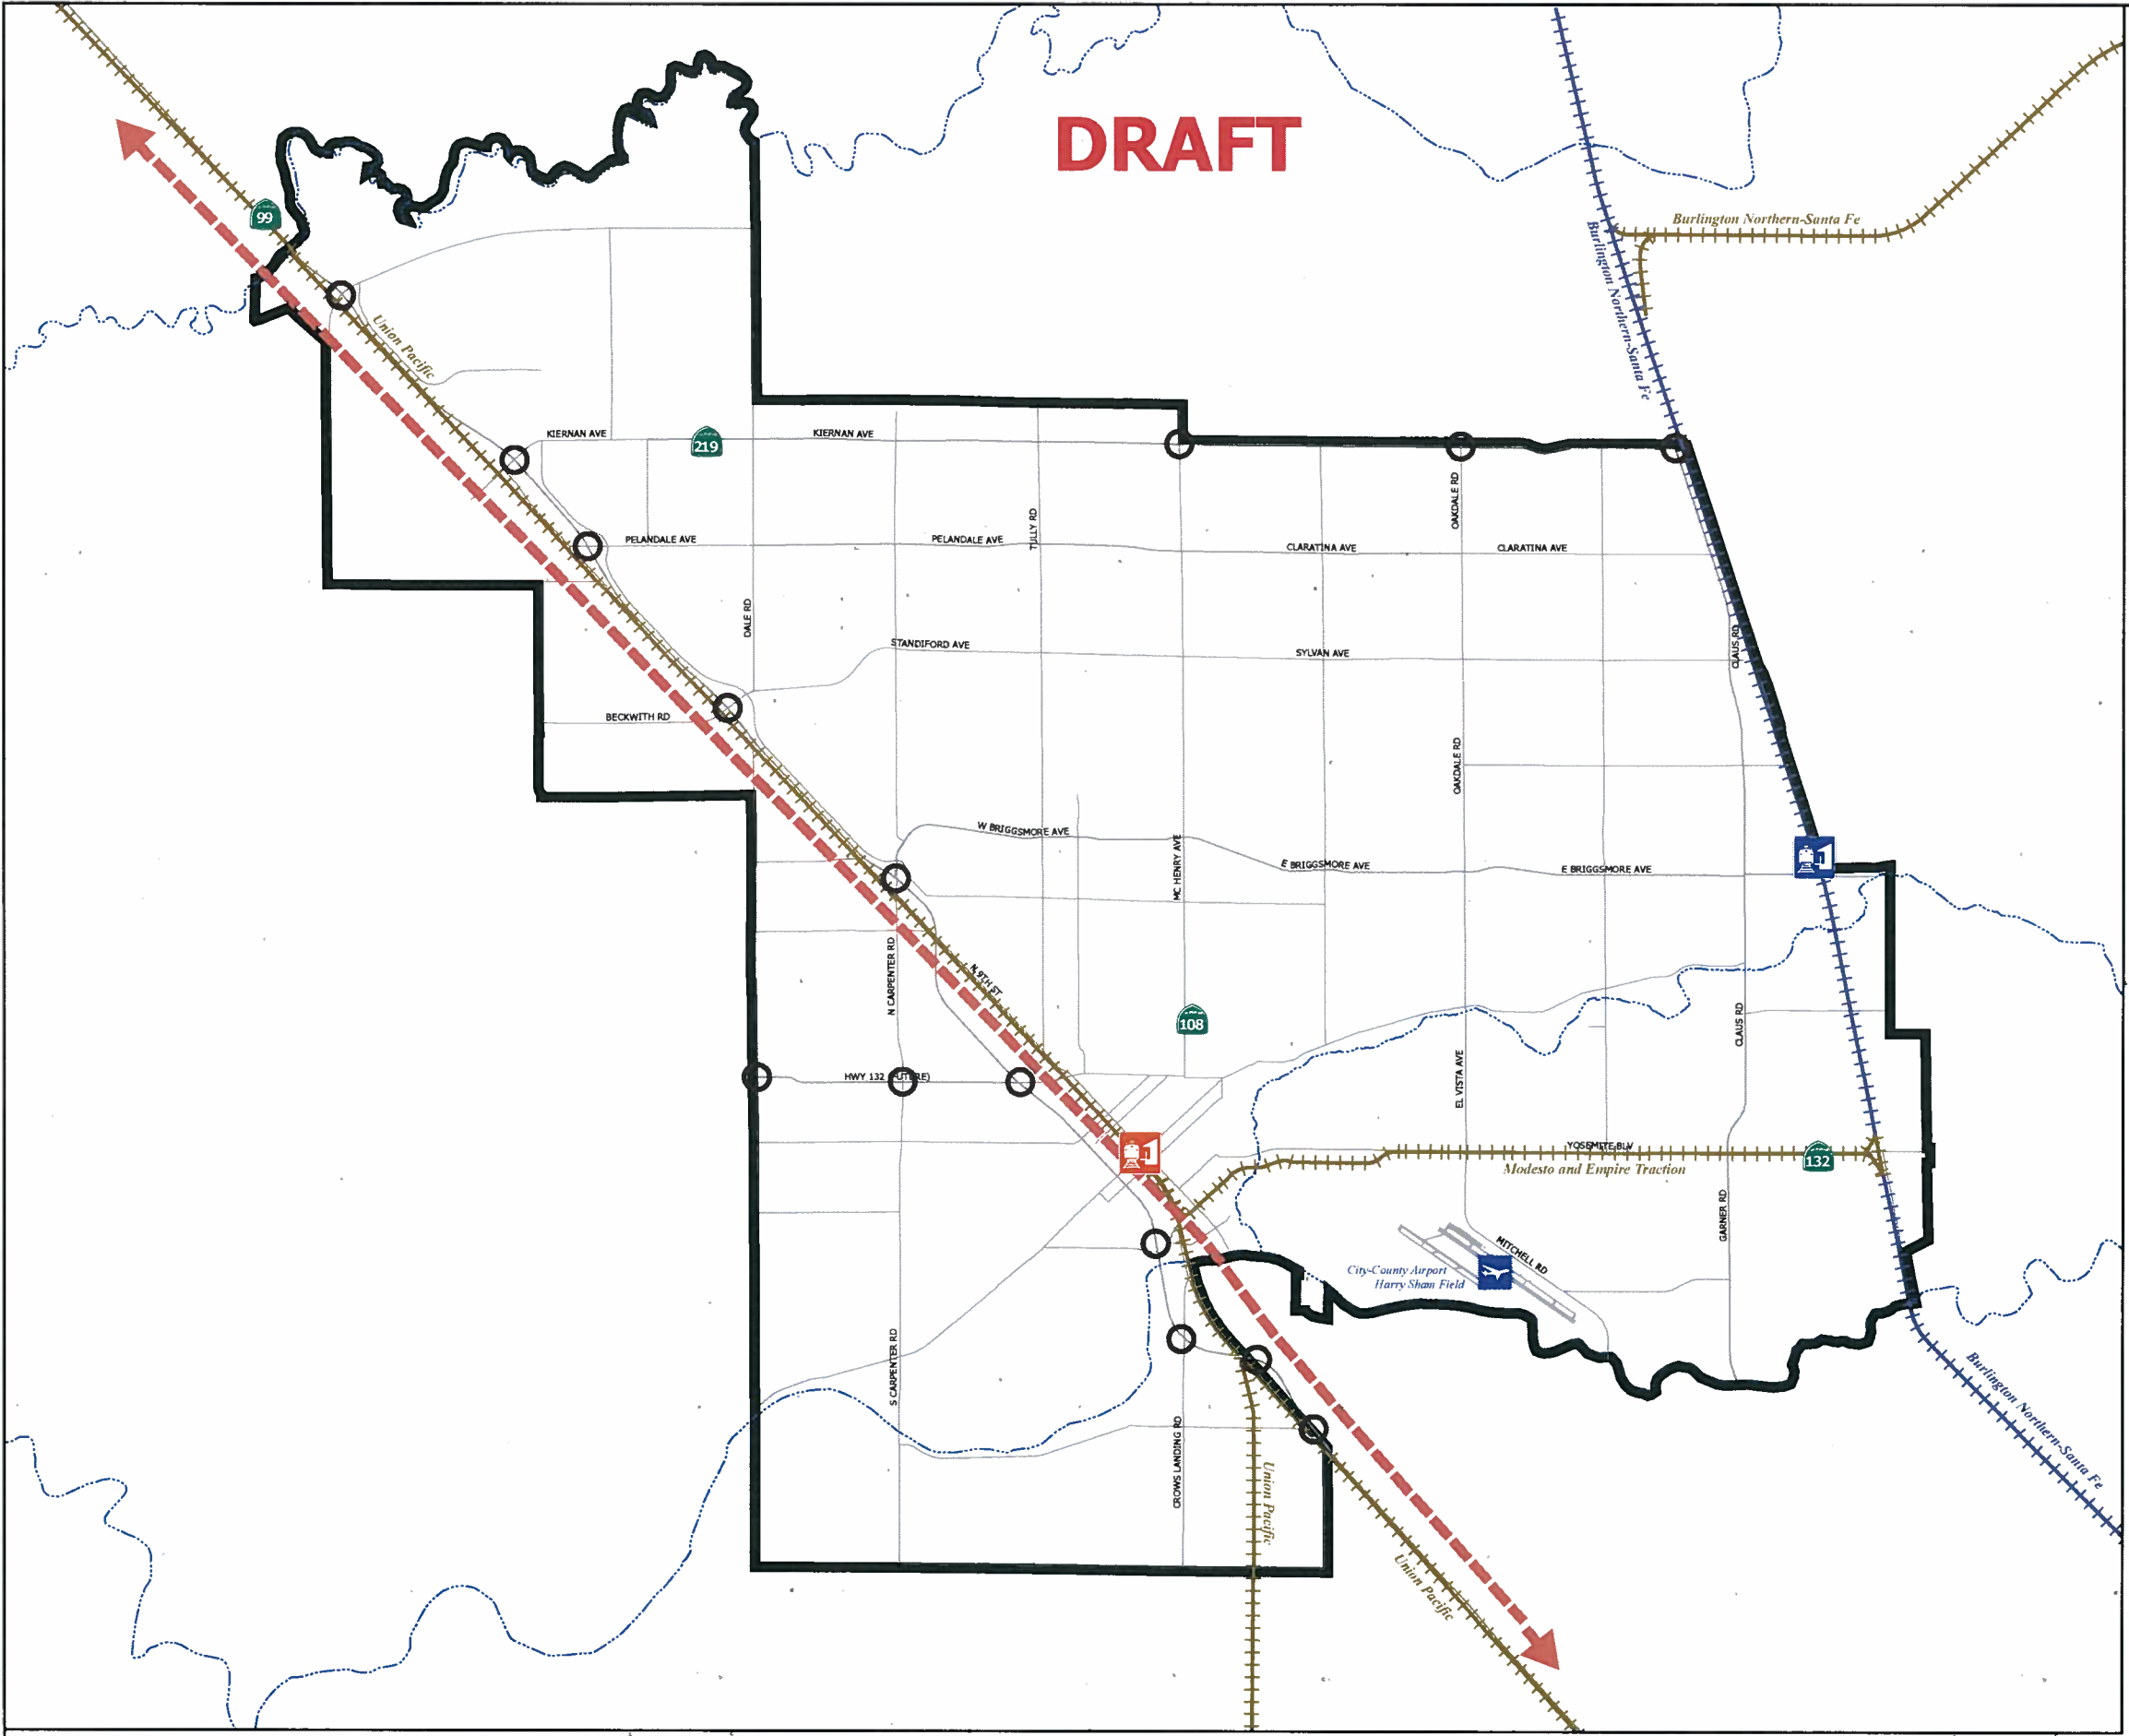 DRAFT
99
Burlington Northern-Santa Fe
Burlington Northern-Santa Fe
Union Pacific
KIERNAN AVE
219
KIERNAN AVE
OAKDALE RD
TULLY RD
PELANDALE AVE
PELANDALE AVE
CLARATINA AVE
CLARATINA AVE
DALE RD
STANDIFORD AVE
SYLVAN AVE
CLAUS RD
BECKWITH RD
OAKDALE RD
W BRIGGSMORE AVE
MC HENRY AVE
E BRIGGSMORE AVE
E BRIGGSMORE AVE
N CARPENTER RD
N 9TH ST
108
CLAUS RD
HWY 132 (FUTURE)
EL VISTA AVE
YOSEMITE BLV
132
Modesto and Empire Traction
GARNER RD
MITCHELL RD
City-County Airport
Harry Sham Field
S CARPENTER RD
CROWS LANDING RD
Union Pacific
Union Pacific
Burlington Northern-Santa Fe